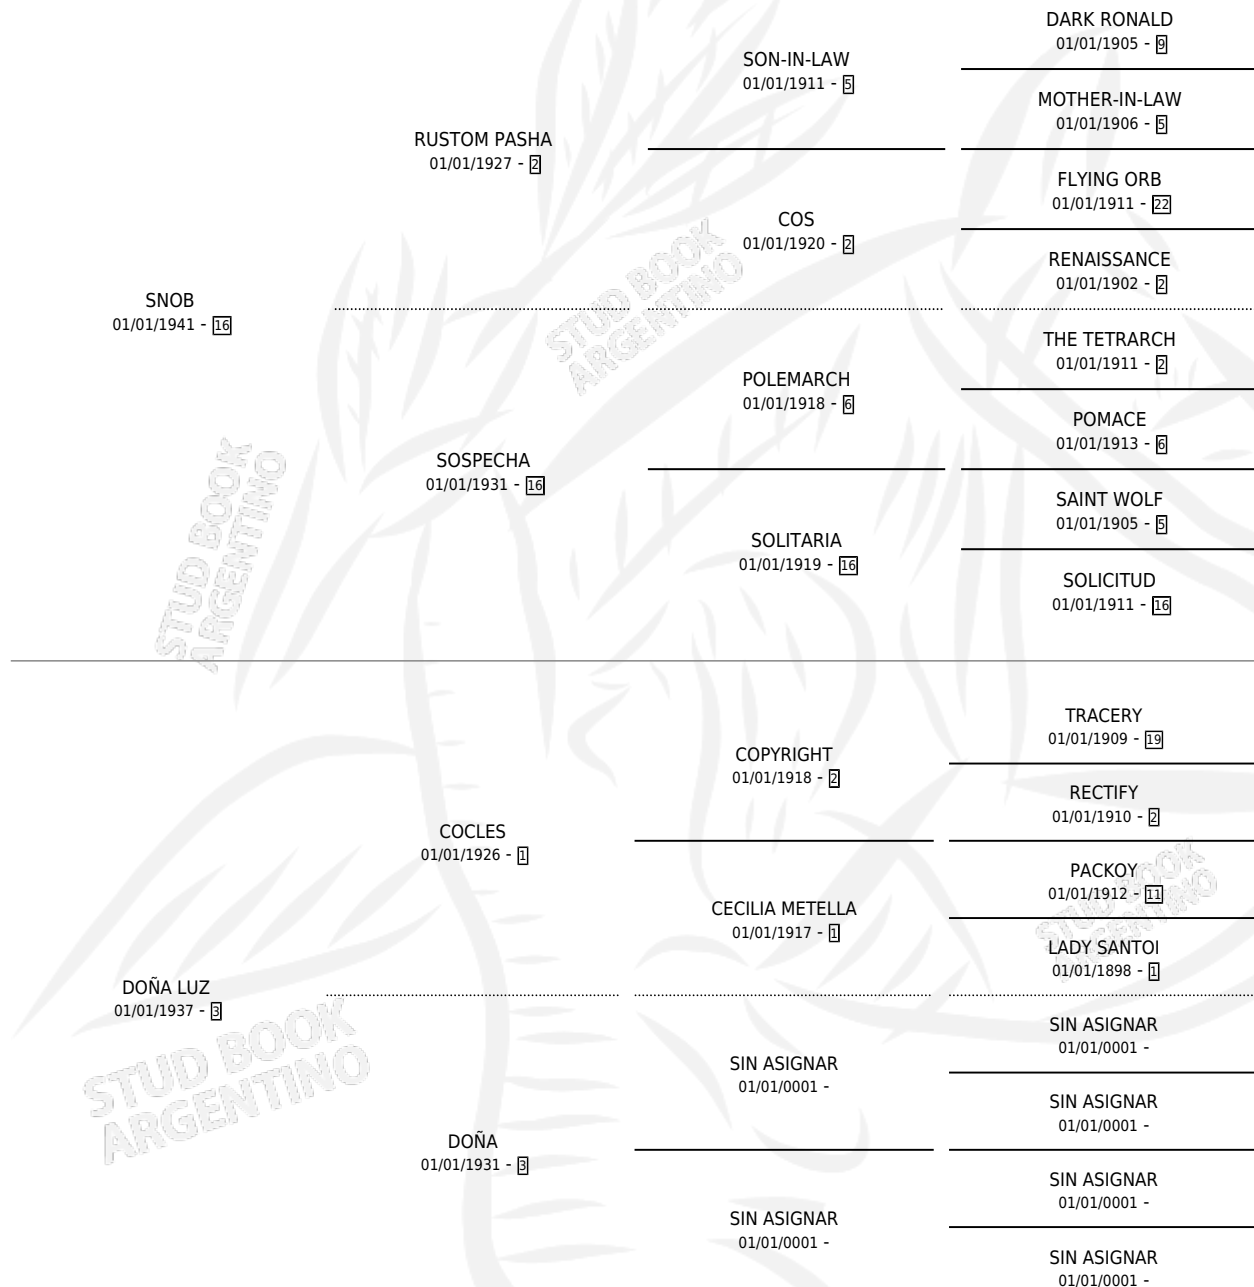 DARK RONALD
01/01/1905 - 9
SON-IN-LAW
01/01/1911 - 5
MOTHER-IN-LAW
01/01/1906 - 5
RUSTOM PASHA
01/01/1927 - 2
FLYING ORB
01/01/1911 - 22
COS
01/01/1920 - 2
RENAISSANCE
01/01/1902 - 2
SNOB
01/01/1941 - 16
THE TETRARCH
01/01/1911 - 2
POLEMARCH
01/01/1918 - 6
POMACE
01/01/1913 - 6
SOSPECHA
01/01/1931 - 16
SAINT WOLF
01/01/1905 - 5
SOLITARIA
01/01/1919 - 16
SOLICITUD
01/01/1911 - 16
TRACERY
01/01/1909 - 19
COPYRIGHT
01/01/1918 - 2
RECTIFY
01/01/1910 - 2
COCLES
01/01/1926 - 1
PACKOY
01/01/1912 - 11
CECILIA METELLA
01/01/1917 - 1
LADY SANTOI
01/01/1898 - 1
DOÑA LUZ
01/01/1937 - 3
SIN ASIGNAR
01/01/0001 -
SIN ASIGNAR
01/01/0001 -
SIN ASIGNAR
01/01/0001 -
DOÑA
01/01/1931 - 3
SIN ASIGNAR
01/01/0001 -
SIN ASIGNAR
01/01/0001 -
SIN ASIGNAR
01/01/0001 -
STUD BOOK
ARGENTINO
STUD BOOK
ARGENTINO
STUD BOOK
ARGENTINO
STUD BOOK
ARGENTINO